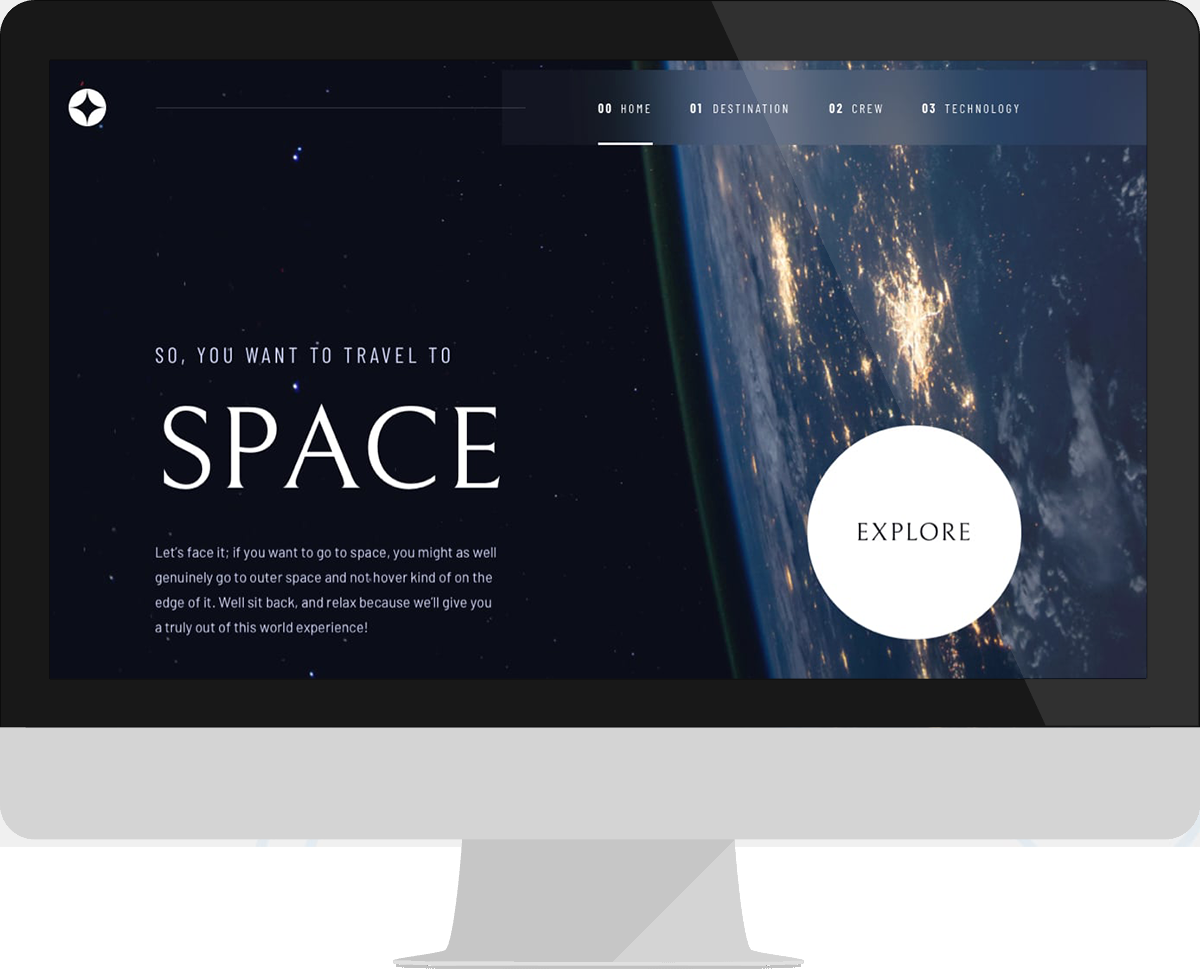 00 HOME 01 DESTINATION 02 CREW 03 TECHNOLOGY
SO, YOU WANT TO TRAVEL TO
SPACE
Let's face it; if you want to go to space, you might as well
genuinely go to outer space and not hover kind of on the
edge of it. Well sit back, and relax because we'll give you
a truly out of this world experience!
EXPLORE